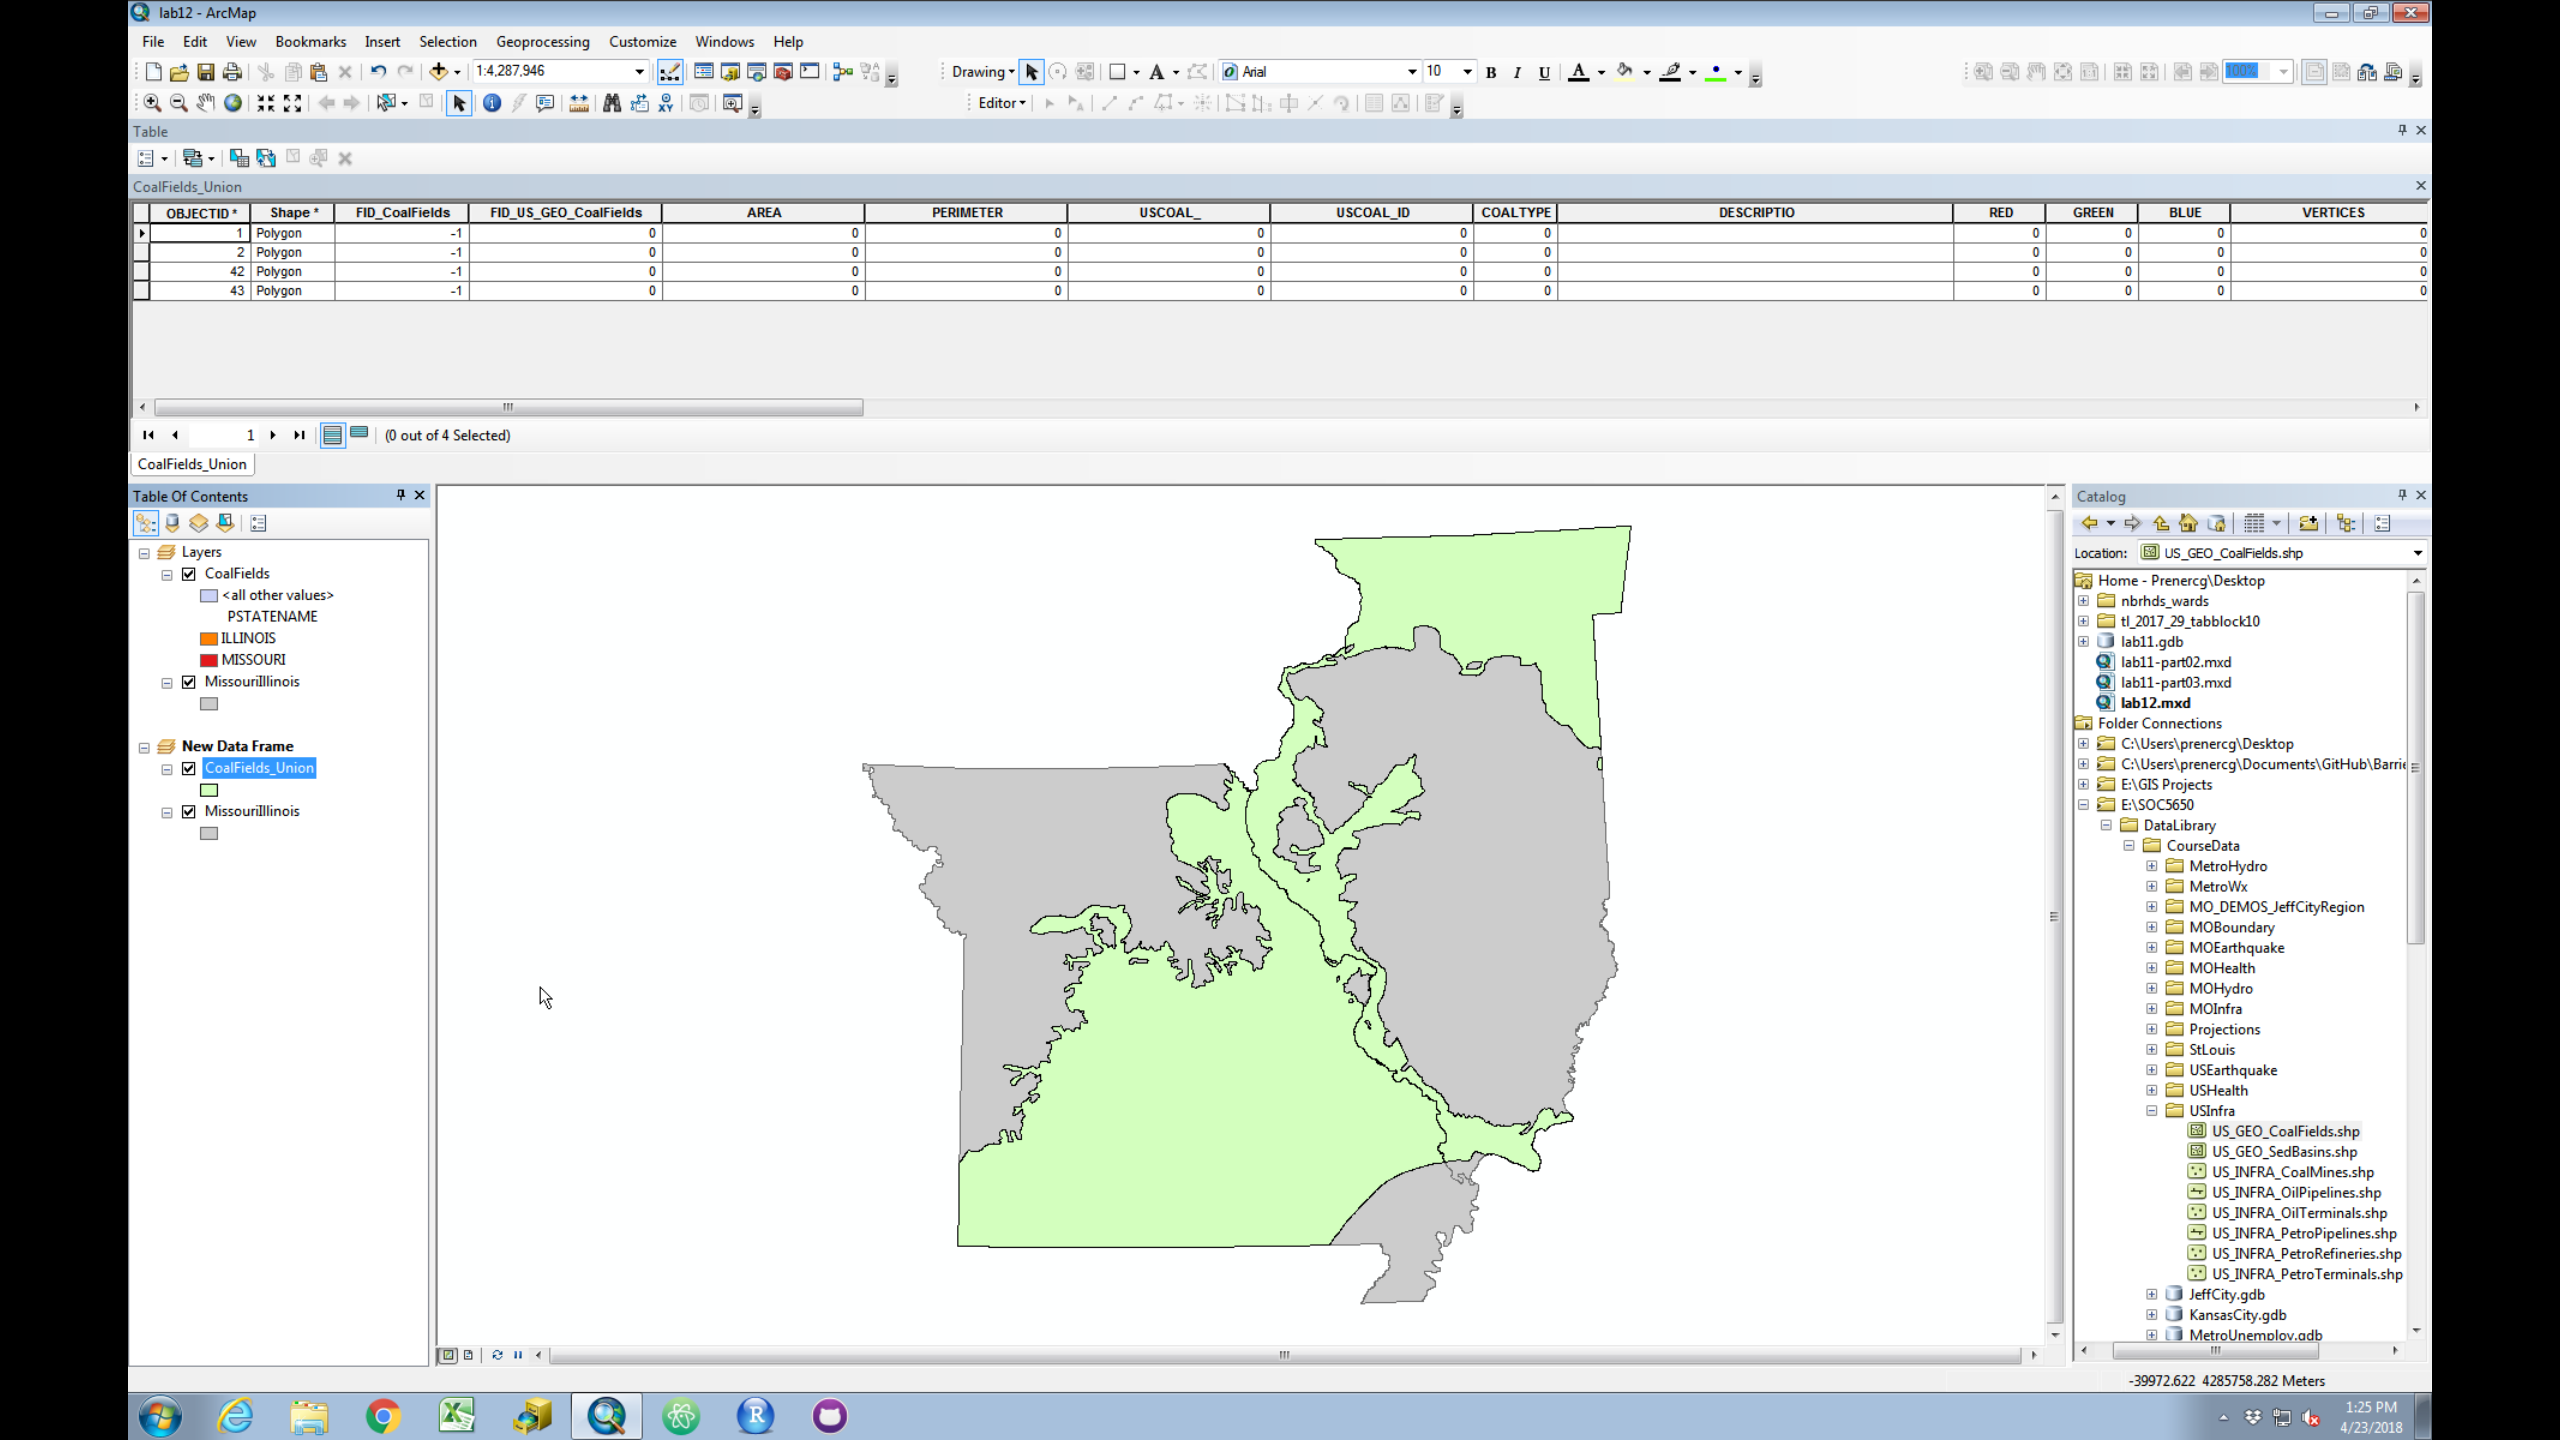 lab12 - ArcMap
File Edit View Bookmarks Insert Selection Geoprocessing Customize Windows Help
1:4,287,946 Drawing Arial 10 B I U A 100%
Editor
Table
CoalFields_Union
OBJECTID * Shape * FID_CoalFields FID_US_GEO_CoalFields AREA PERIMETER USCOAL_ USCOAL_ID COALTYPE DESCRIPTIO RED GREEN BLUE VERTICES
1 Polygon -1 0 0 0 0 0 0 0 0 0 0
2 Polygon -1 0 0 0 0 0 0 0 0 0 0
42 Polygon -1 0 0 0 0 0 0 0 0 0 0
43 Polygon -1 0 0 0 0 0 0 0 0 0 0
1 (0 out of 4 Selected)
CoalFields_Union
Table Of Contents
Layers
CoalFields
<all other values>
PSTATENAME
ILLINOIS
MISSOURI
MissouriIllinois
New Data Frame
CoalFields_Union
MissouriIllinois
Catalog
Location: US_GEO_CoalFields.shp
Home - Prenercg\Desktop
nbrhds_wards
tl_2017_29_tabblock10
lab11.gdb
lab11-part02.mxd
lab11-part03.mxd
lab12.mxd
Folder Connections
C:\Users\prenercg\Desktop
C:\Users\prenercg\Documents\GitHub\Barrie
E:\GIS Projects
E:\SOC5650
DataLibrary
CourseData
MetroHydro
MetroWx
MO_DEMOS_JeffCityRegion
MOBoundary
MOEarthquake
MOHealth
MOHydro
MOInfra
Projections
StLouis
USEarthquake
USHealth
USInfra
US_GEO_CoalFields.shp
US_GEO_SedBasins.shp
US_INFRA_CoalMines.shp
US_INFRA_OilPipelines.shp
US_INFRA_OilTerminals.shp
US_INFRA_PetroPipelines.shp
US_INFRA_PetroRefineries.shp
US_INFRA_PetroTerminals.shp
JeffCity.gdb
KansasCity.gdb
MetroUnemploy.gdb
-39972.622 4285758.282 Meters
1:25 PM
4/23/2018